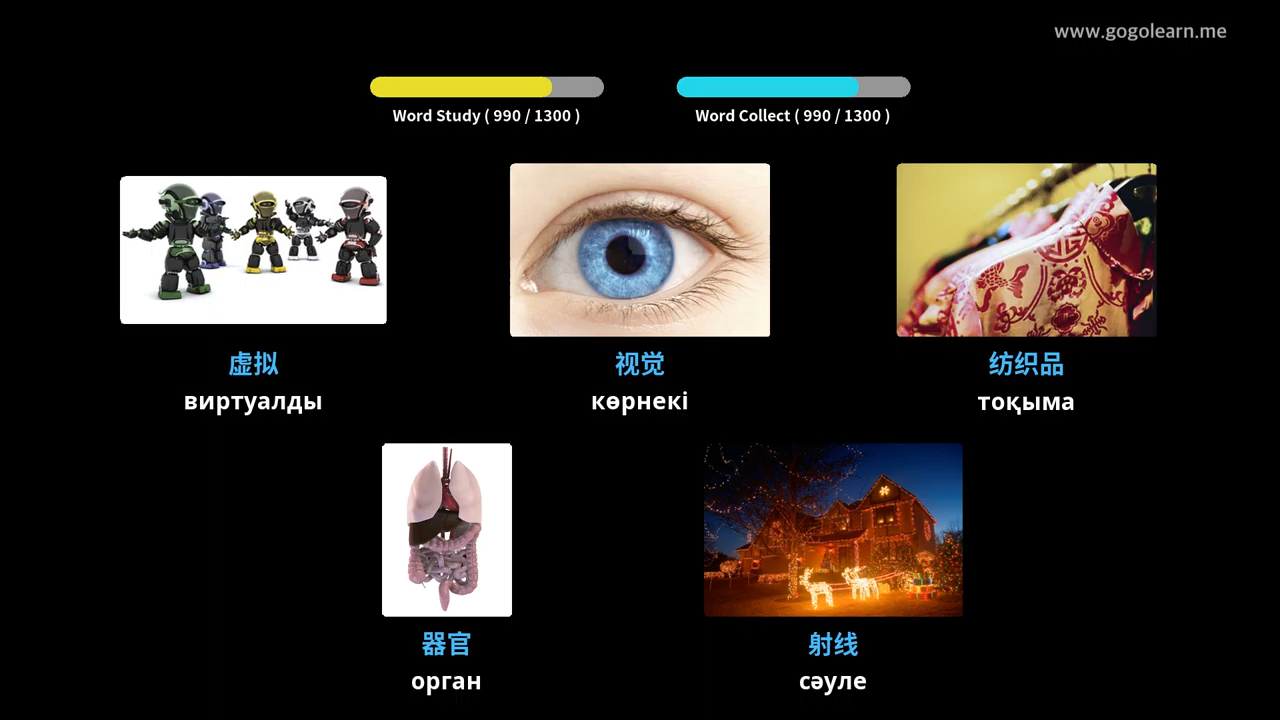 www.gogolearn.me
Word Study ( 990 / 1300 )
Word Collect ( 990 / 1300 )
虚拟
виртуалды
视觉
көрнекі
纺织品
тоқыма
器官
орган
射线
сәуле